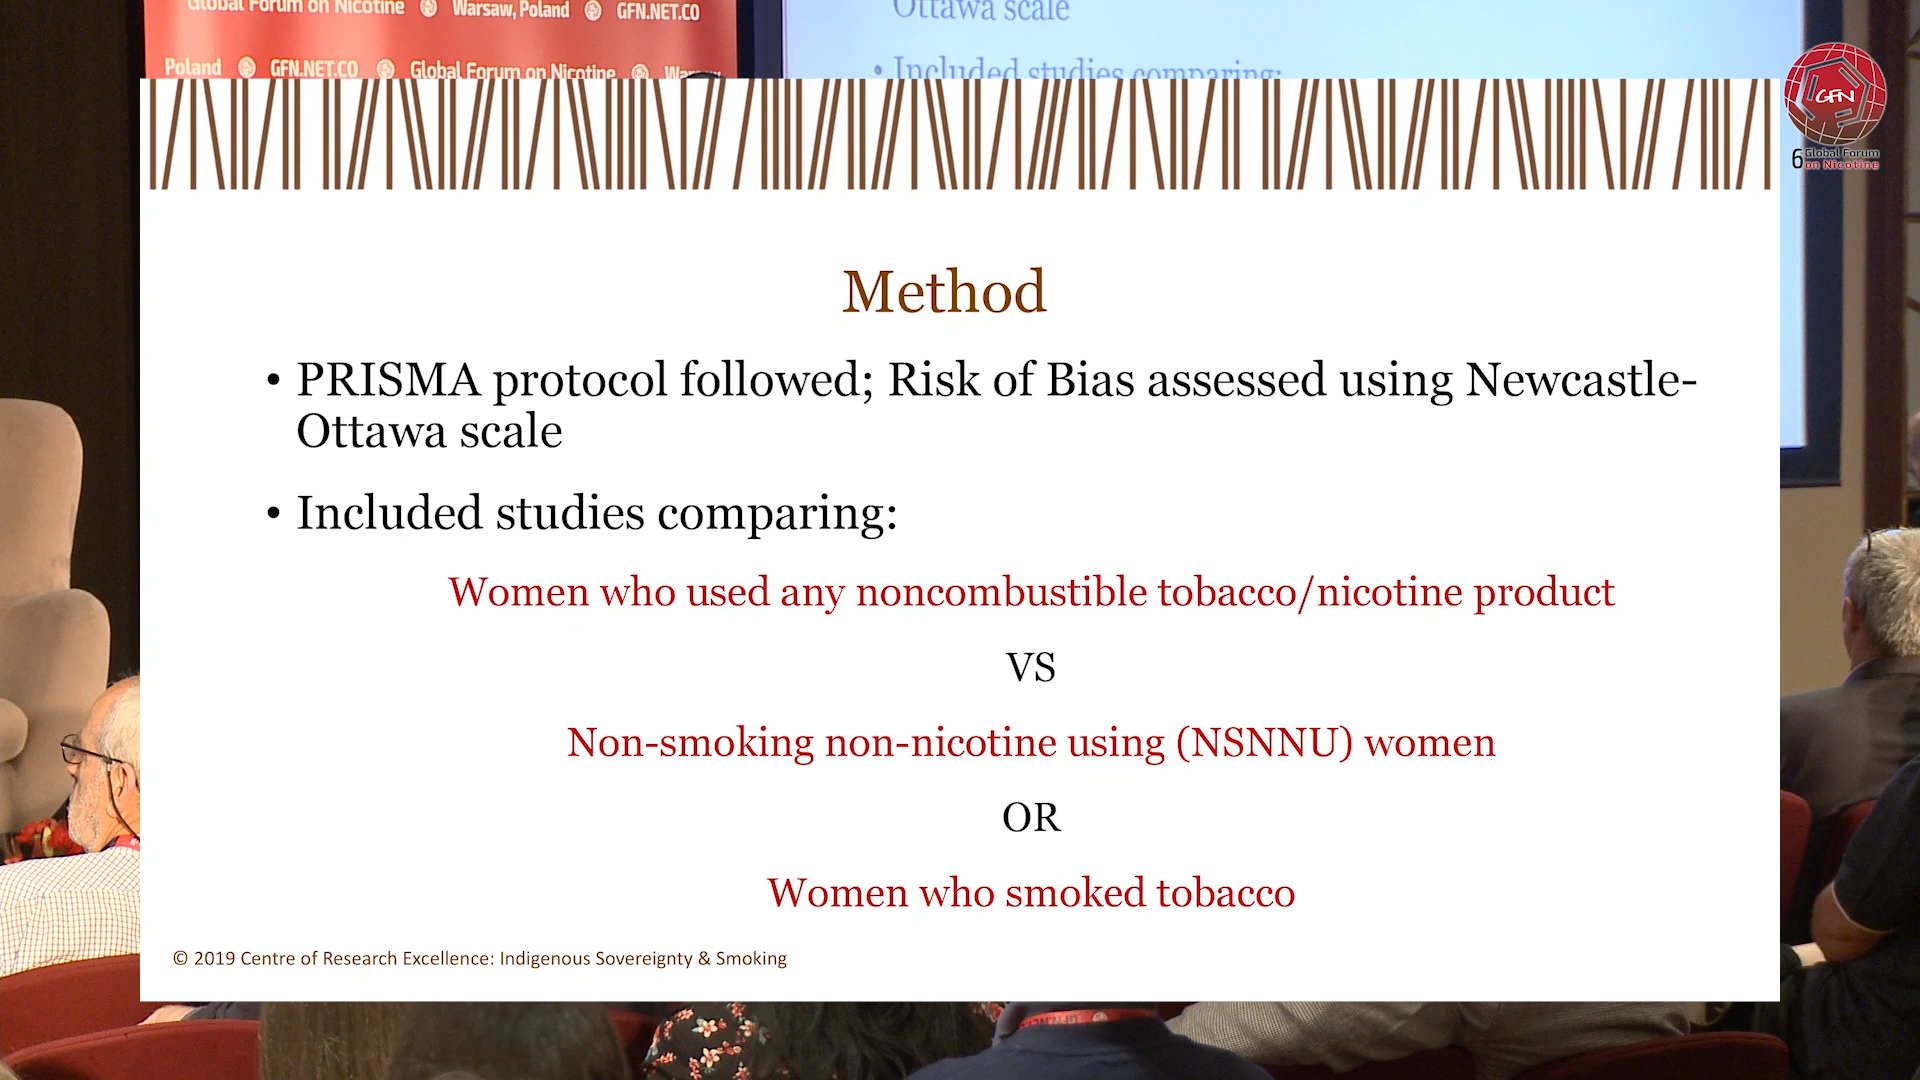 Global Forum on Nicotine Warsaw, Poland GFN.NET.CO
Poland GFN.NET.CO Global Forum on Nicotine
Ottawa scale
• Included studies comparing:
GFN
6 Global Forum
on Nicotine
Method
• PRISMA protocol followed; Risk of Bias assessed using Newcastle-
Ottawa scale
• Included studies comparing:
Women who used any noncombustible tobacco/nicotine product
VS
Non-smoking non-nicotine using (NSNNU) women
OR
Women who smoked tobacco
© 2019 Centre of Research Excellence: Indigenous Sovereignty & Smoking